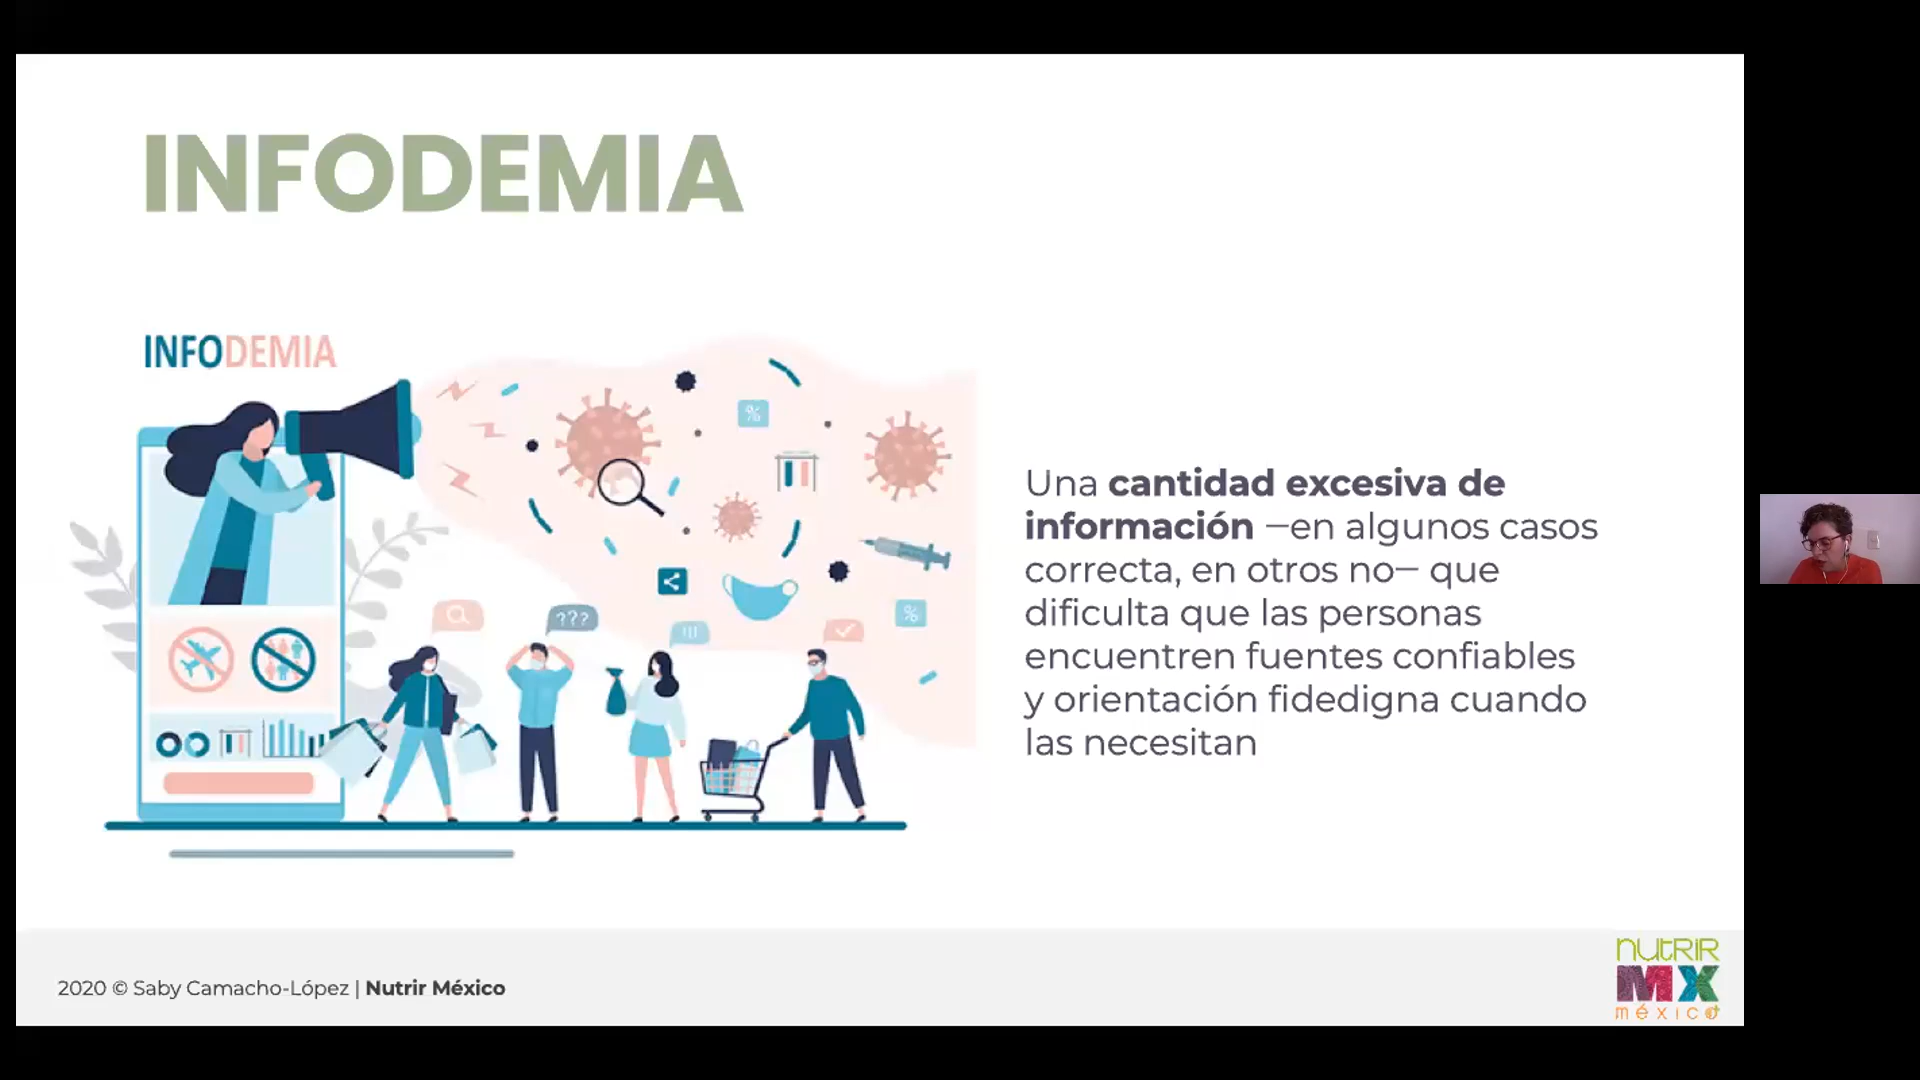 INFODEMIA
INFODEMIA
%
???
%
Una cantidad excesiva de
información —en algunos casos
correcta, en otros no— que
dificulta que las personas
encuentren fuentes confiables
y orientación fidedigna cuando
las necesitan
2020 © Saby Camacho-López | Nutrir México
nutrir
MX
méxico